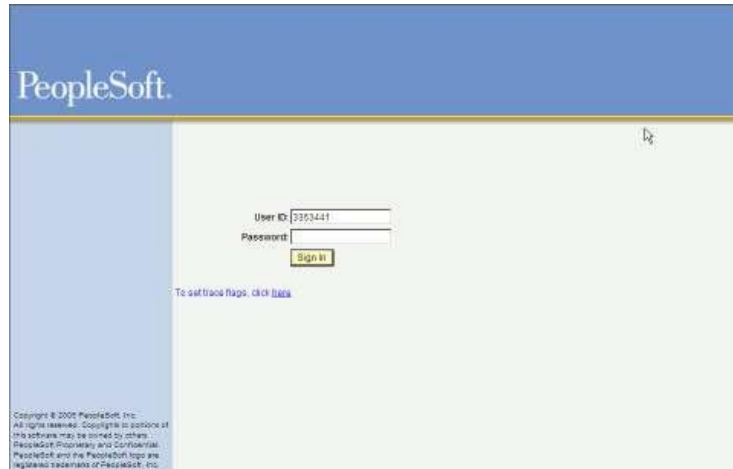 PeopleSoft.
User ID: 3353441
Password:
Sign In
To set trace flags, click here
Copyright © 2005 PeopleSoft, Inc.
All rights reserved. Copyrights to portions of
this software may be owned by others.
PeopleSoft Proprietary and Confidential.
PeopleSoft and the PeopleSoft logo are
registered trademarks of PeopleSoft, Inc.